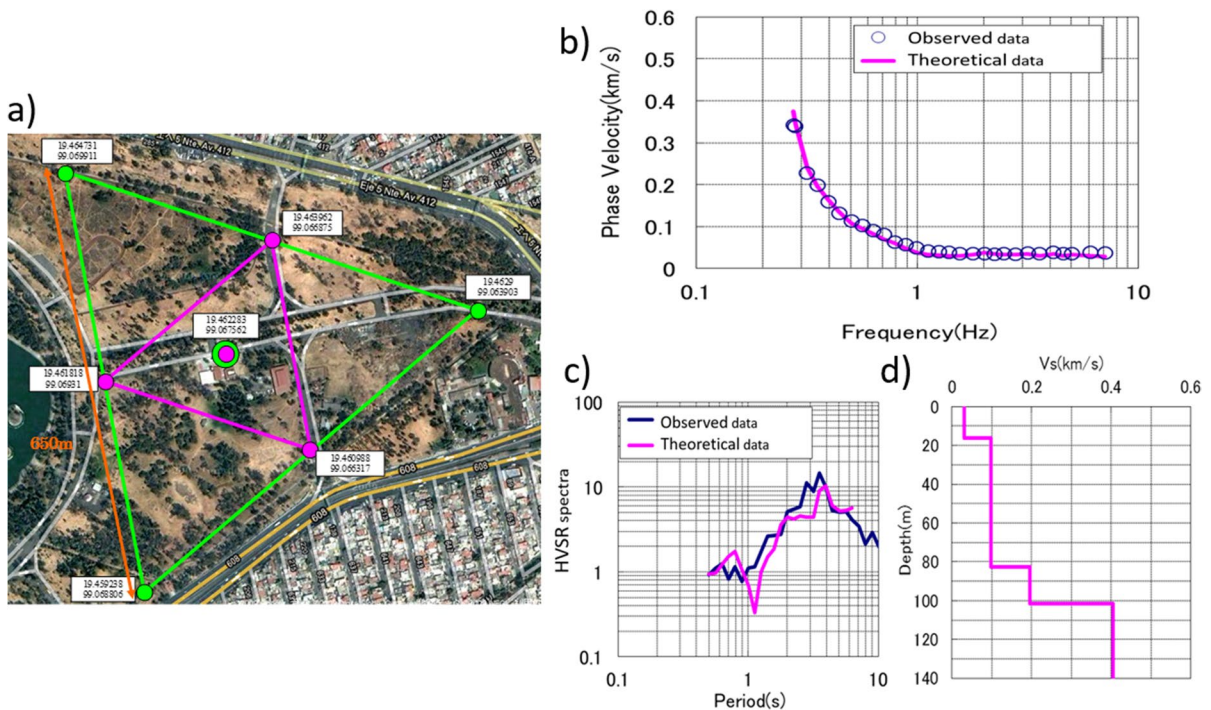 a)
19.464731
99.069911
Eje 5 Nte. Av. 412
19.463962
99.066875
19.4629
99.063903
19.462283
99.067562
19.461818
99.06931
650m
19.460988
99.066317
608
608
608
608
19.459238
99.068806
b)
Phase Velocity(km/s)
0.6
0.5
0.4
0.3
0.2
0.1
0
Observed data
Theoretical data
0.1
1
10
Frequency(Hz)
c)
HVSR spectra
100
10
1
0.1
Observed data
Theoretical data
0.1
1
10
Period(s)
d)
Vs(km/s)
0
0.2
0.4
0.6
Depth(m)
0
20
40
60
80
100
120
140